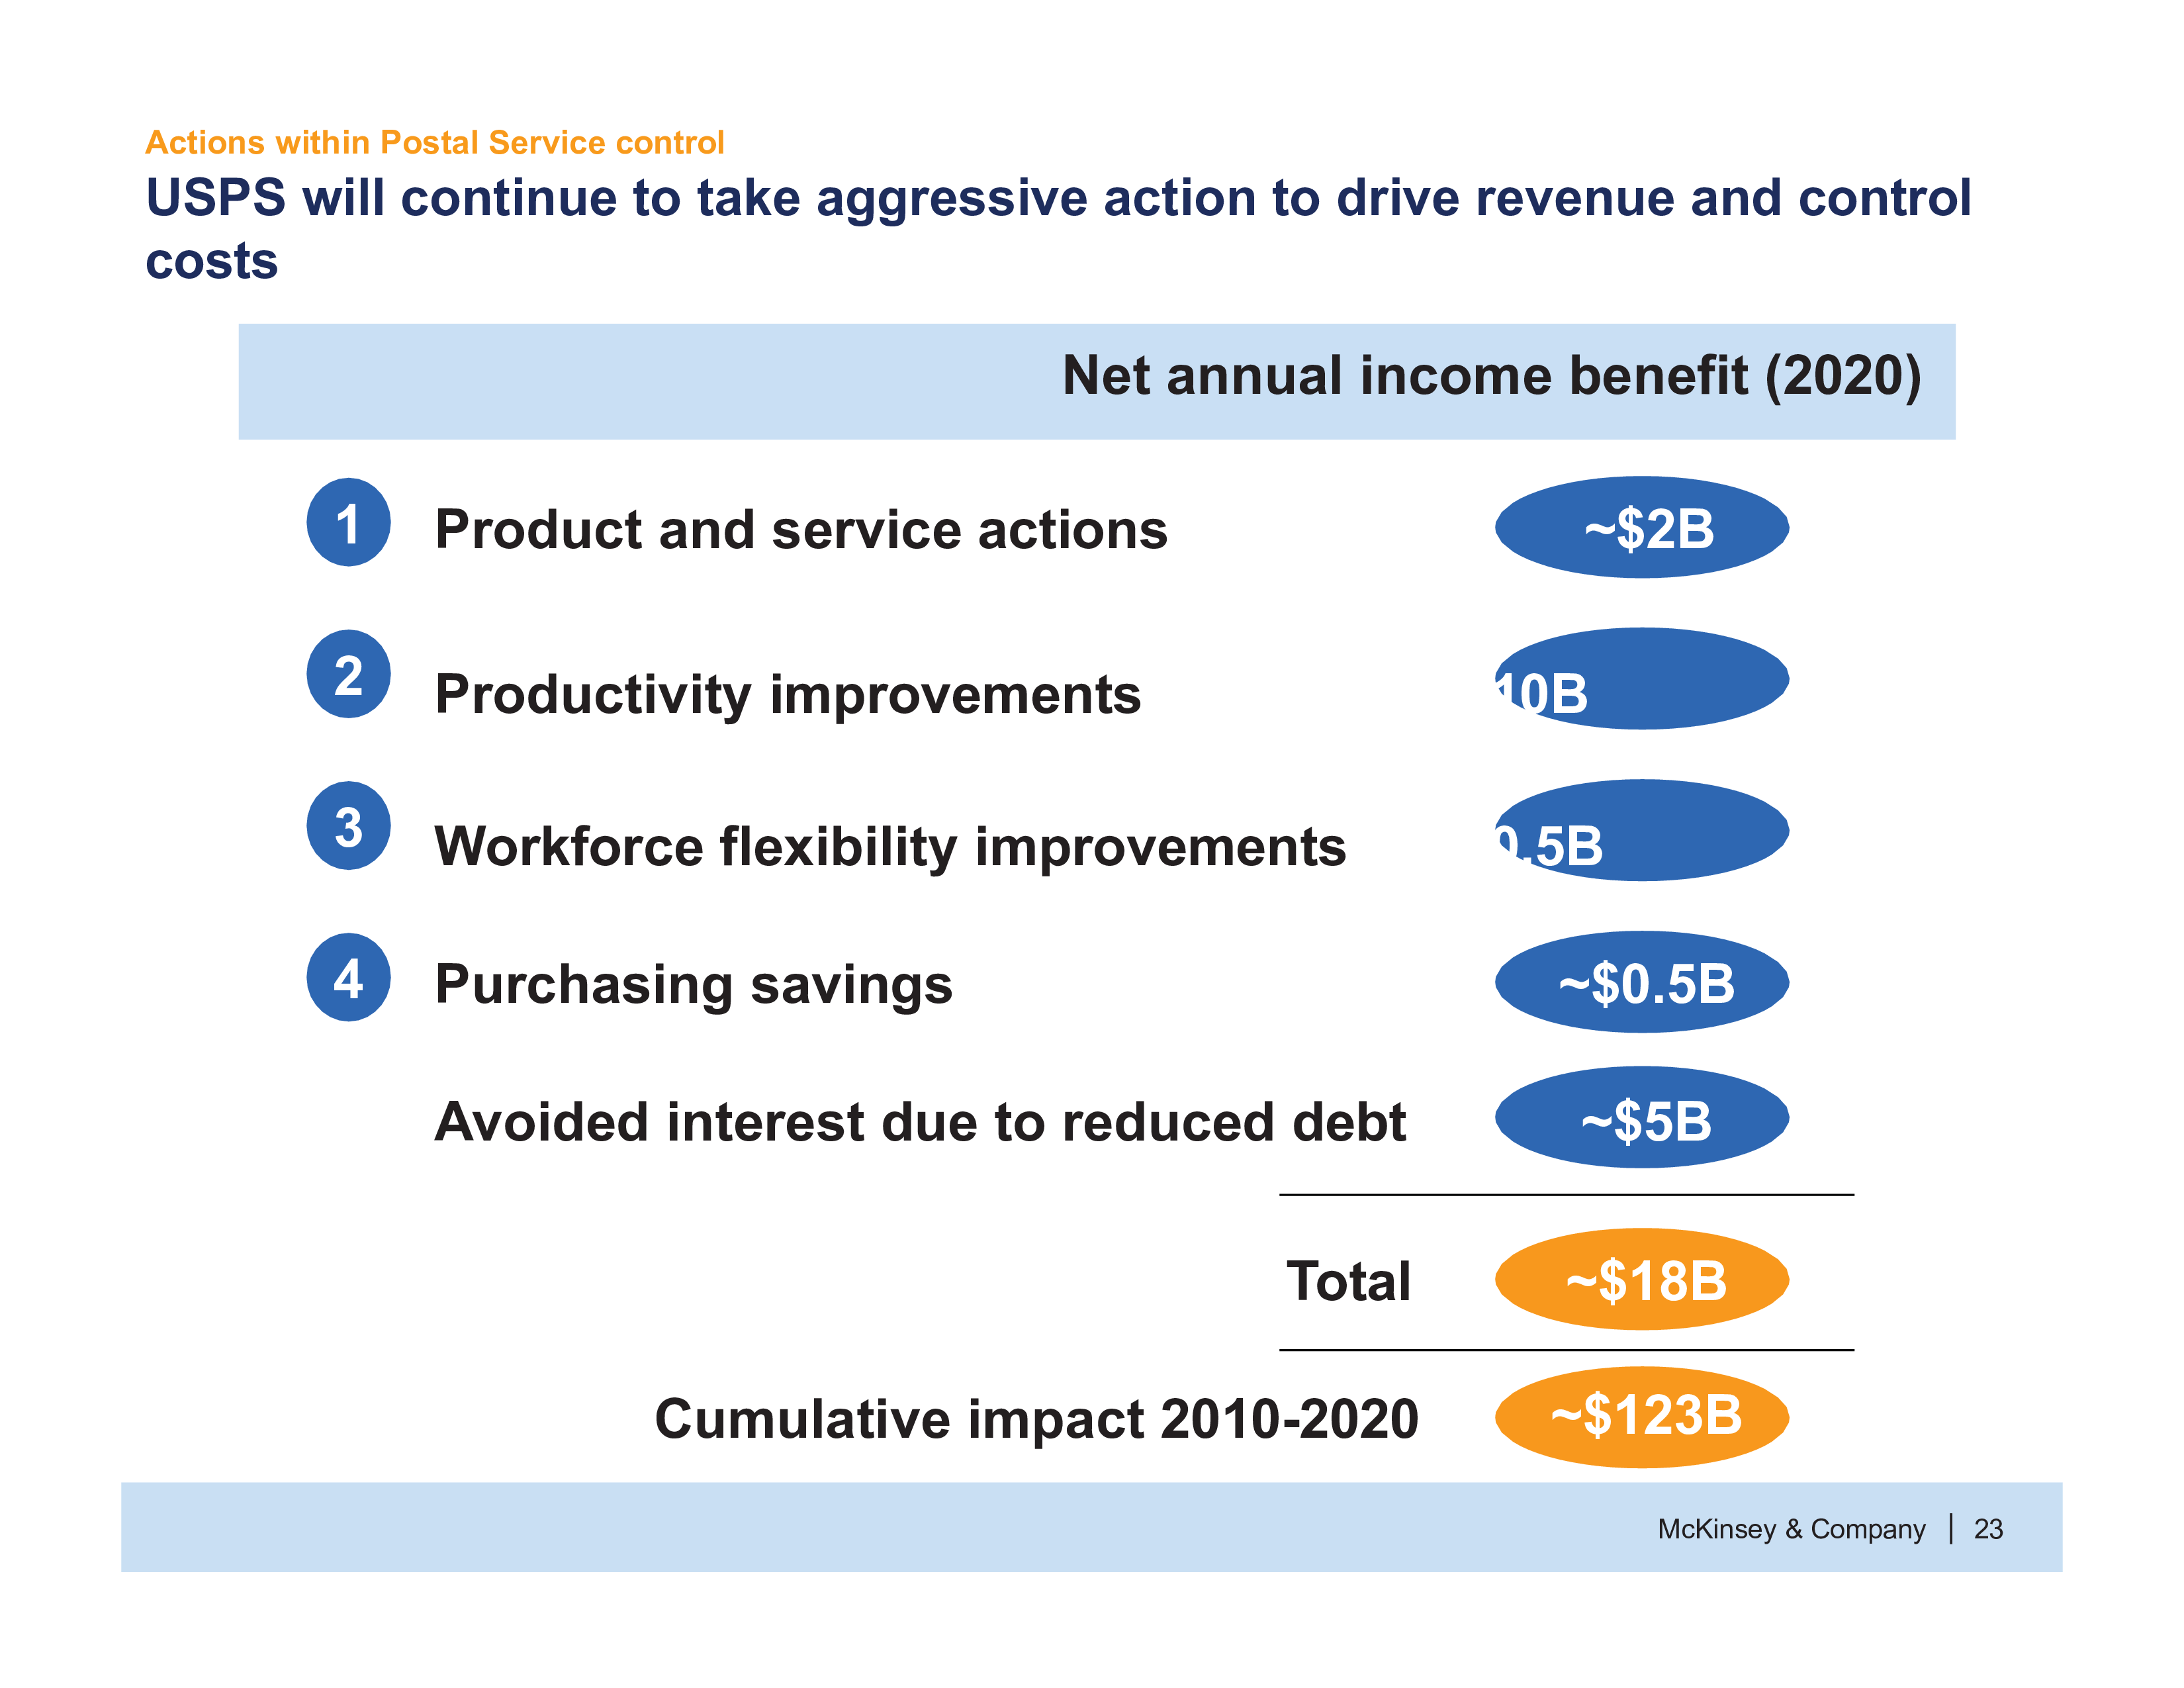 Actions within Postal Service control
USPS will continue to take aggressive action to drive revenue and control
costs
Net annual income benefit (2020)
1 Product and service actions ~$2B
2 Productivity improvements 10B
3 Workforce flexibility improvements 0.5B
4 Purchasing savings ~$0.5B
Avoided interest due to reduced debt ~$5B
Total ~$18B
Cumulative impact 2010-2020 ~$123B
McKinsey & Company | 23